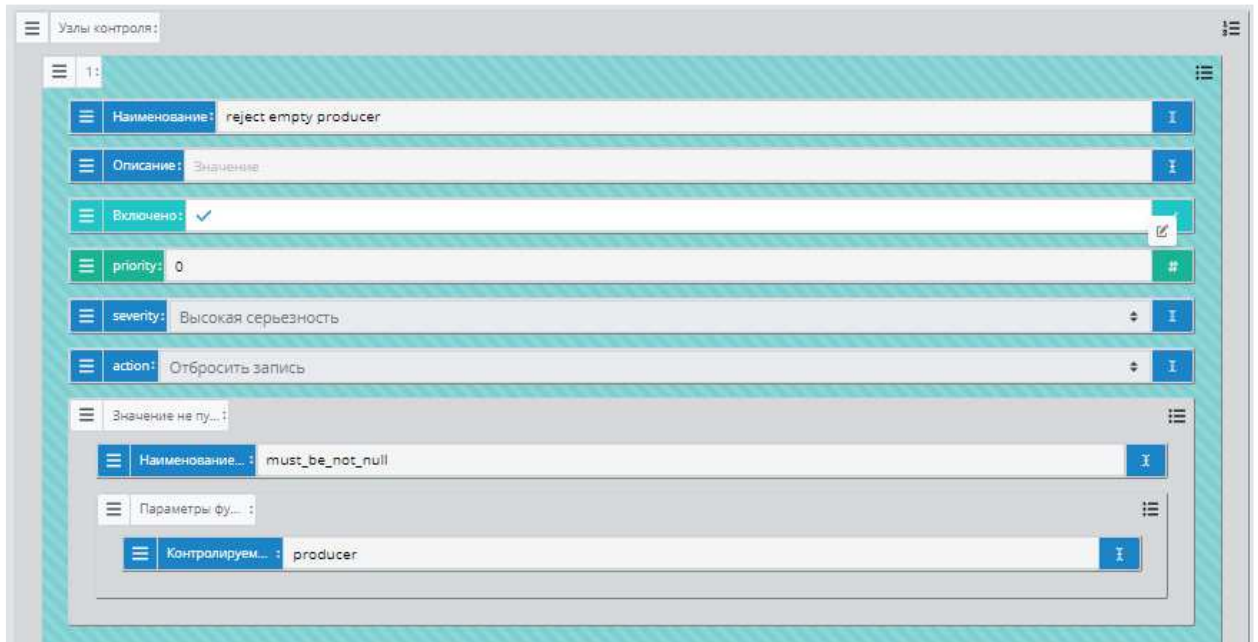 Узлы контроля:
1:
Наименование: reject empty producer
Описание: Значение
Включено:
priority: 0 #
severity: Высокая серьезность
action: Отбросить запись
Значение не пу... :
Наименование... : must_be_not_null
Параметры фу... :
Контролируем... : producer